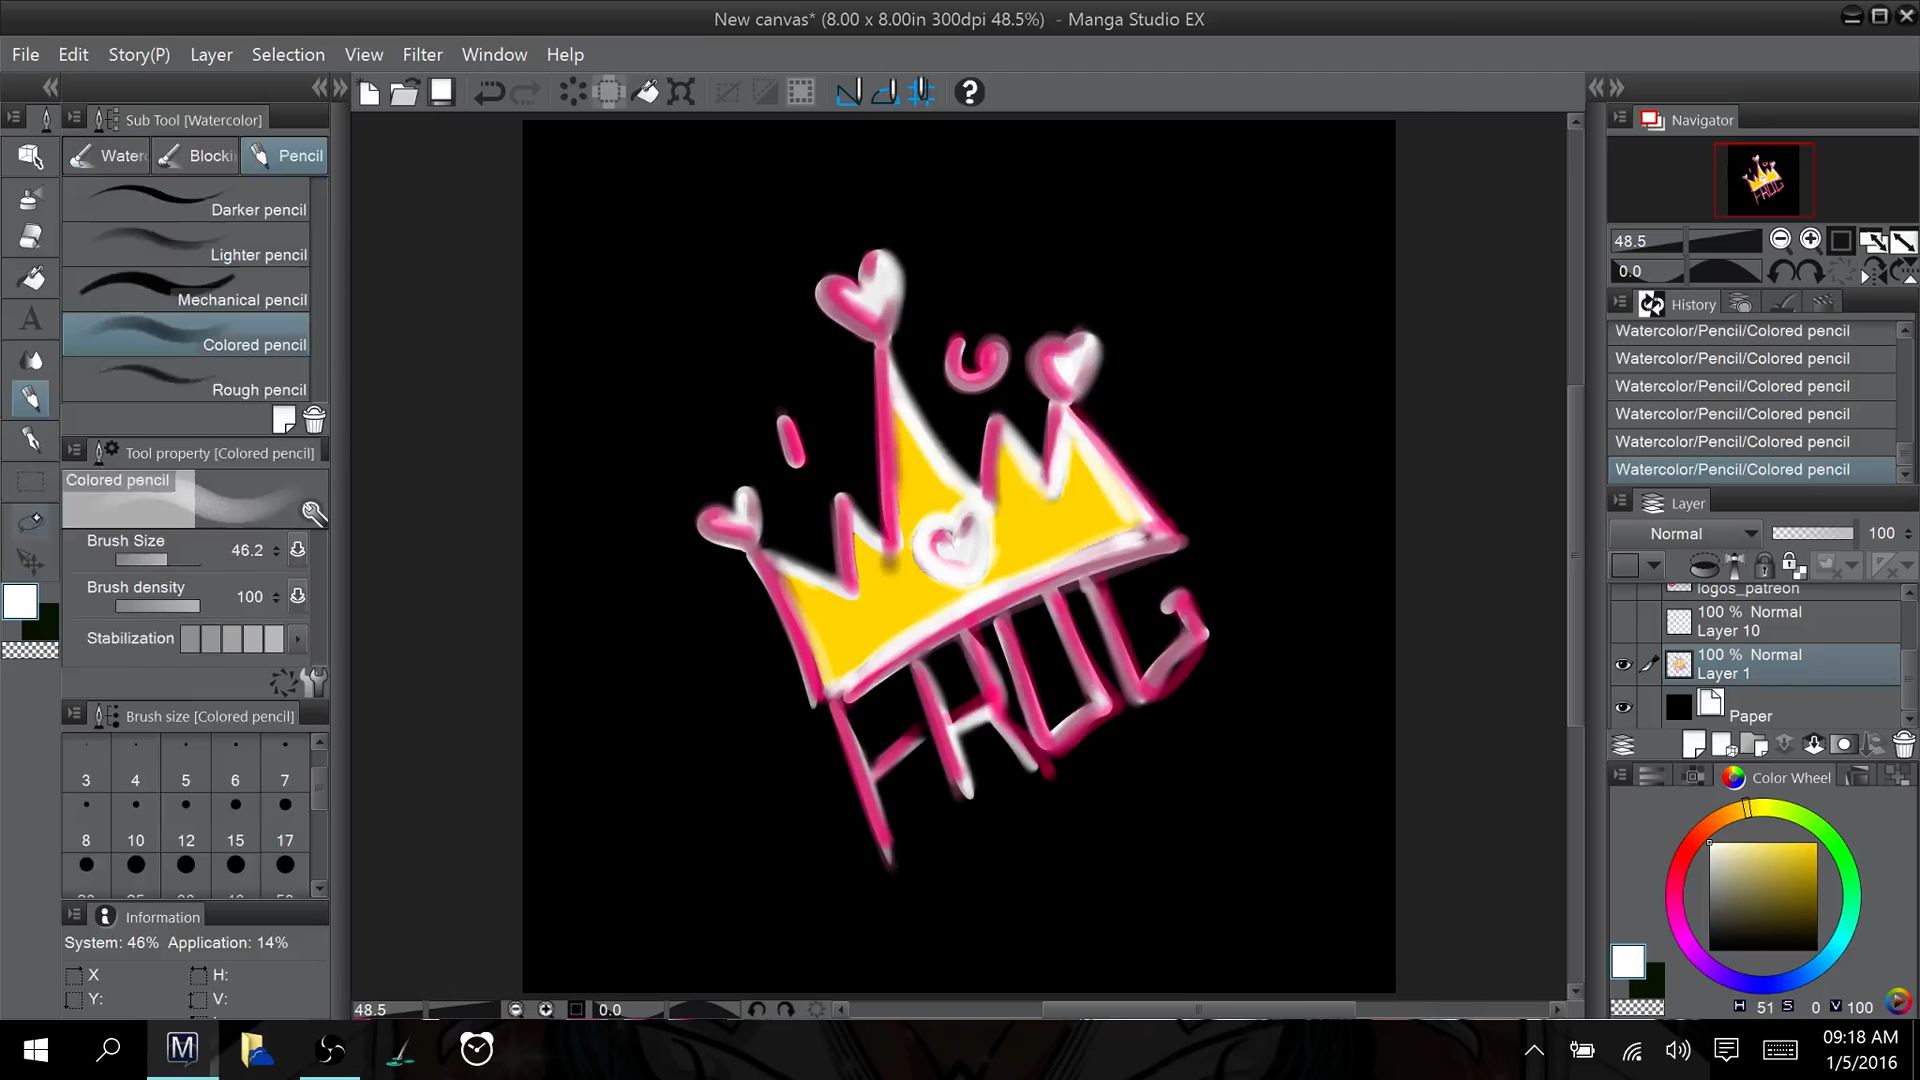 New canvas* (8.00 x 8.00in 300dpi 48.5%) - Manga Studio EX
File Edit Story(P) Layer Selection View Filter Window Help
Sub Tool [Watercolor]
Water Blocki Pencil
Darker pencil
Lighter pencil
Mechanical pencil
Colored pencil
Rough pencil
Tool property [Colored pencil]
Colored pencil
Brush Size 46.2
Brush density 100
Stabilization
Brush size [Colored pencil]
3 4 5 6 7
8 10 12 15 17
Information
System: 46% Application: 14%
X H:
Y: V:
FROG
48.5 0.0
Navigator
48.5
0.0
History
Watercolor/Pencil/Colored pencil
Watercolor/Pencil/Colored pencil
Watercolor/Pencil/Colored pencil
Watercolor/Pencil/Colored pencil
Watercolor/Pencil/Colored pencil
Watercolor/Pencil/Colored pencil
Layer
Normal 100
logos_patreon
100 % Normal
Layer 10
100 % Normal
Layer 1
Paper
Color Wheel
H 51 S 0 V 100
09:18 AM
1/5/2016